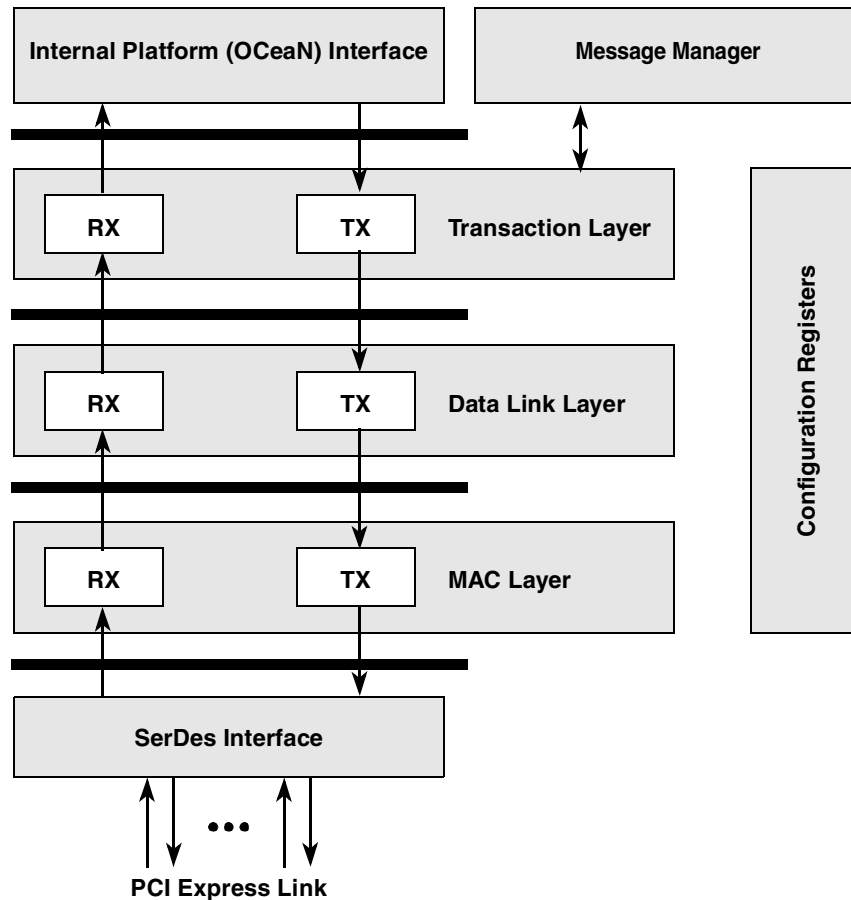 Internal Platform (OCeaN) Interface
Message Manager
RX
TX
Transaction Layer
RX
TX
Data Link Layer
RX
TX
MAC Layer
Configuration Registers
SerDes Interface
PCI Express Link